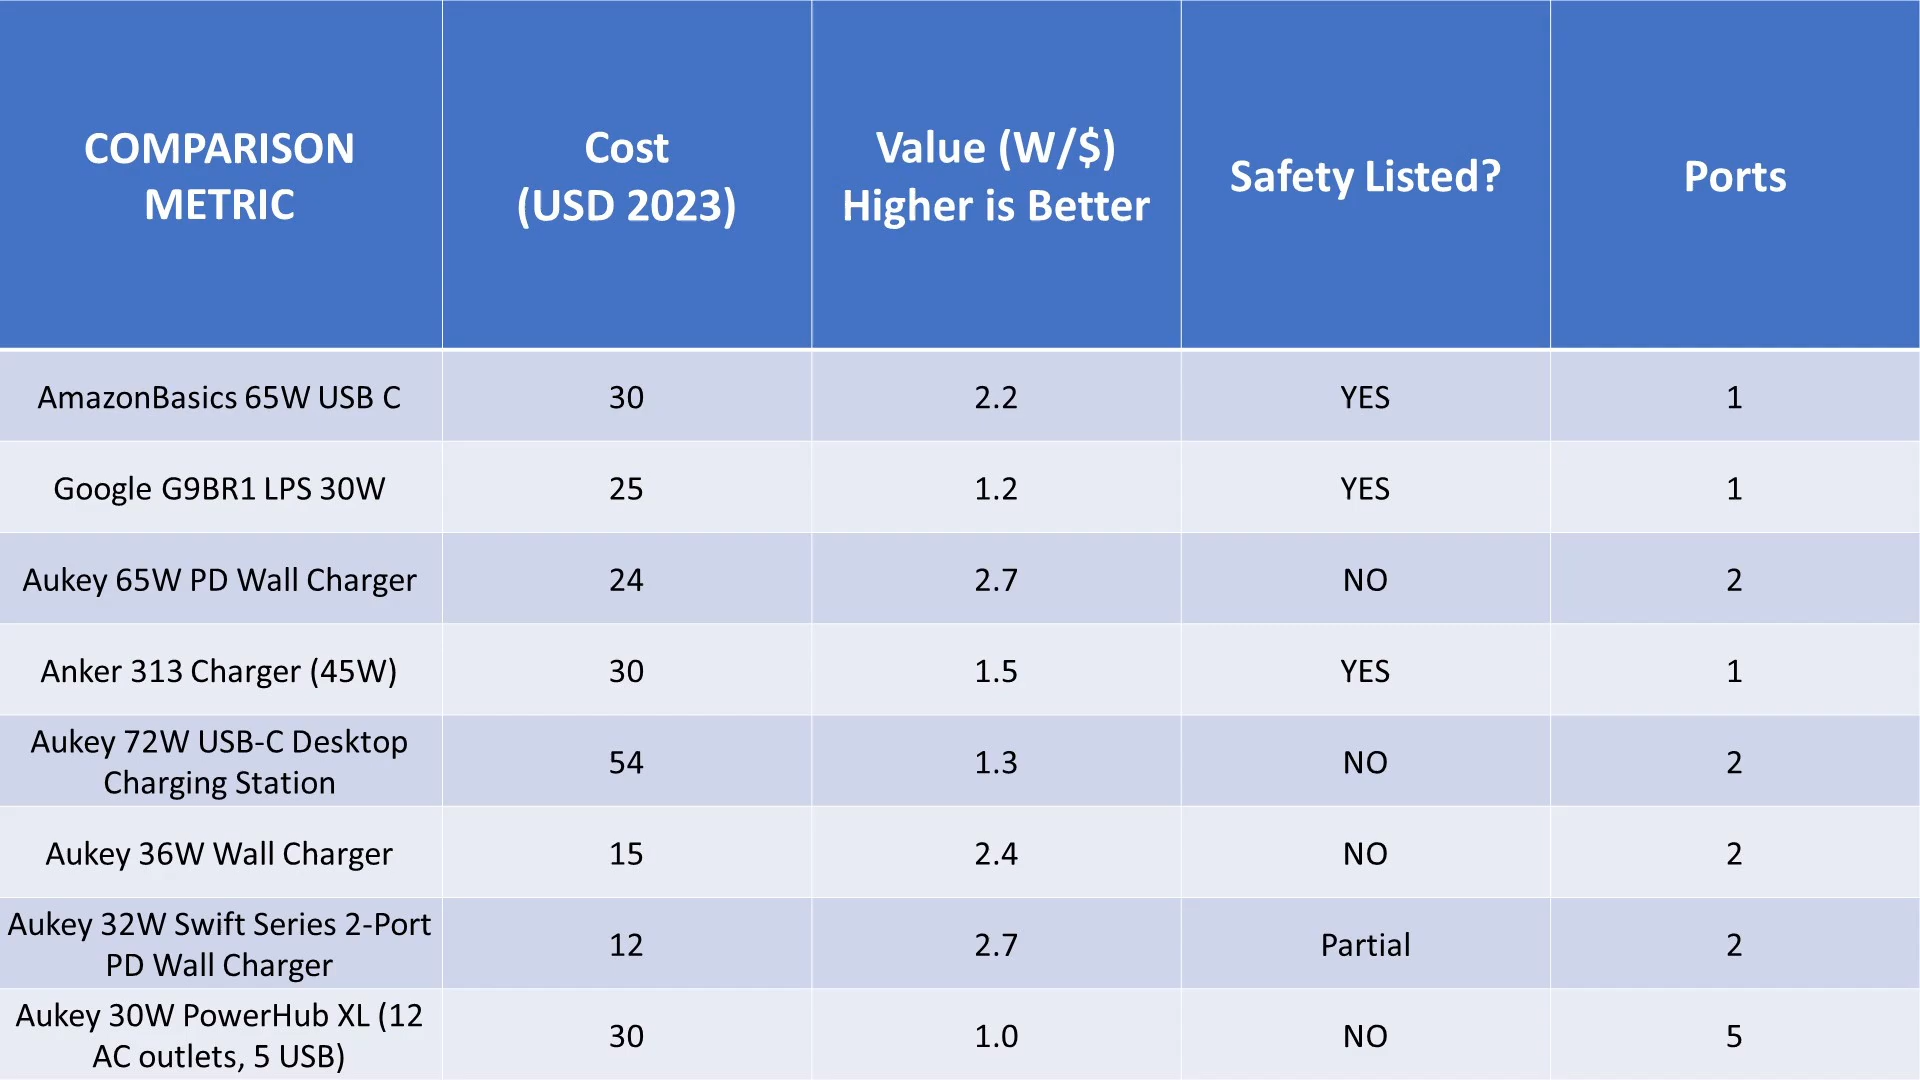 COMPARISON
METRIC
Cost
(USD 2023)
Value (W/$)
Higher is Better
Safety Listed?
Ports
AmazonBasics 65W USB C
30
2.2
YES
1
Google G9BR1 LPS 30W
25
1.2
YES
1
Aukey 65W PD Wall Charger
24
2.7
NO
2
Anker 313 Charger (45W)
30
1.5
YES
1
Aukey 72W USB-C Desktop
Charging Station
54
1.3
NO
2
Aukey 36W Wall Charger
15
2.4
NO
2
Aukey 32W Swift Series 2-Port
PD Wall Charger
12
2.7
Partial
2
Aukey 30W PowerHub XL (12
AC outlets, 5 USB)
30
1.0
NO
5